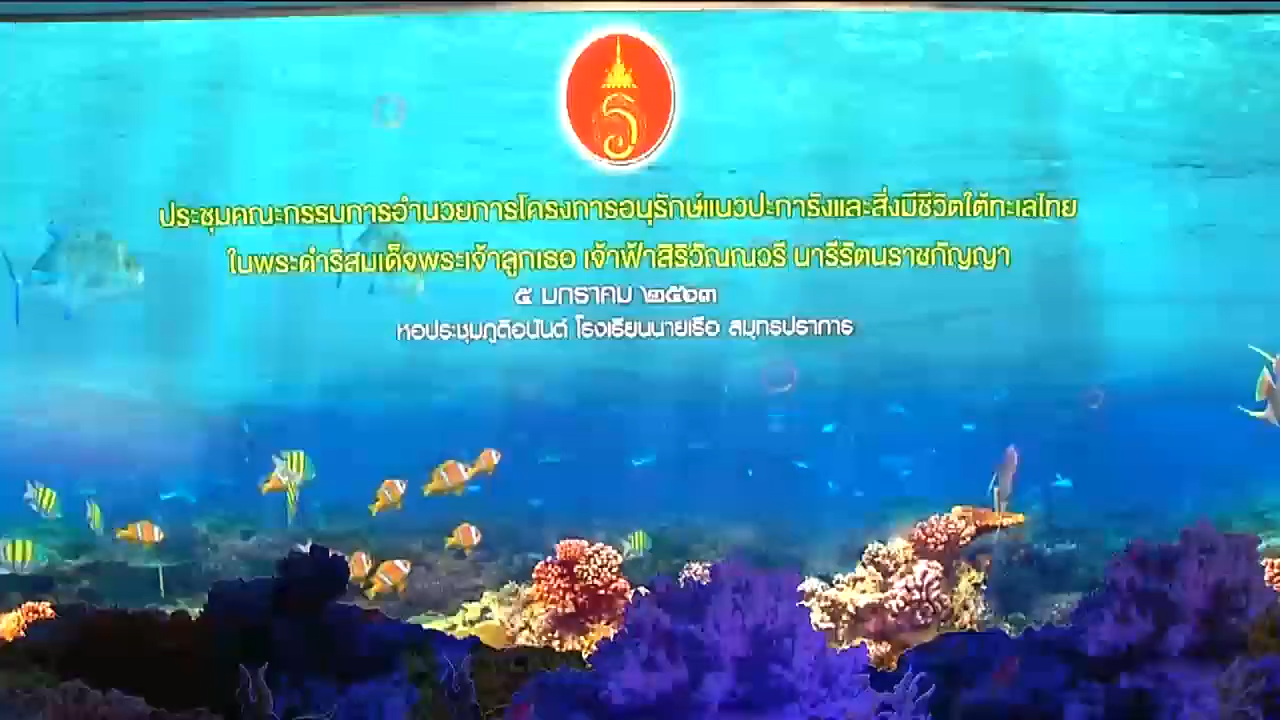 ประชุมคณะกรรมการอำนวยการโครงการอนุรักษ์แนวปะการังและสิ่งมีชีวิตใต้ทะเลไทย
ในพระดำริสมเด็จพระเจ้าลูกเธอ เจ้าฟ้าสิริวัณณวรี นารีรัตนราชกัญญา
๕ มกราคม ๒๕๖๓
หอประชุมภูติอนันต์ โรงเรียนนายเรือ สมุทรปราการ